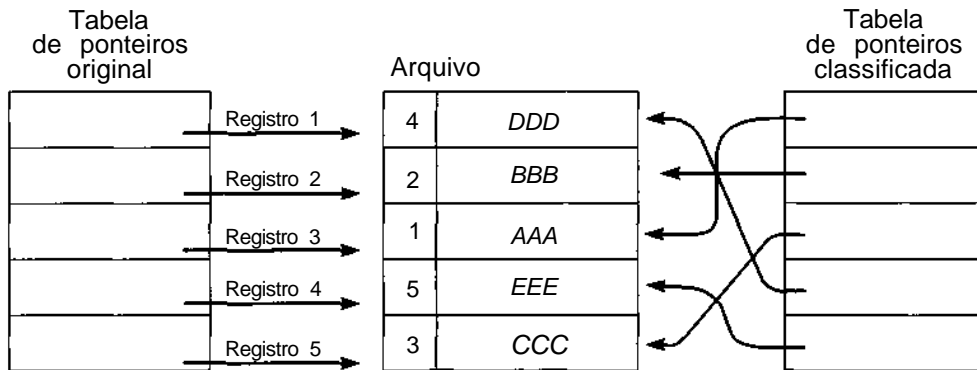 Tabela
de ponteiros
original
Arquivo
Tabela
de ponteiros
classificada
Registro 1
4 DDD
Registro 2
2 BBB
Registro 3
1 AAA
Registro 4
5 EEE
Registro 5
3 CCC